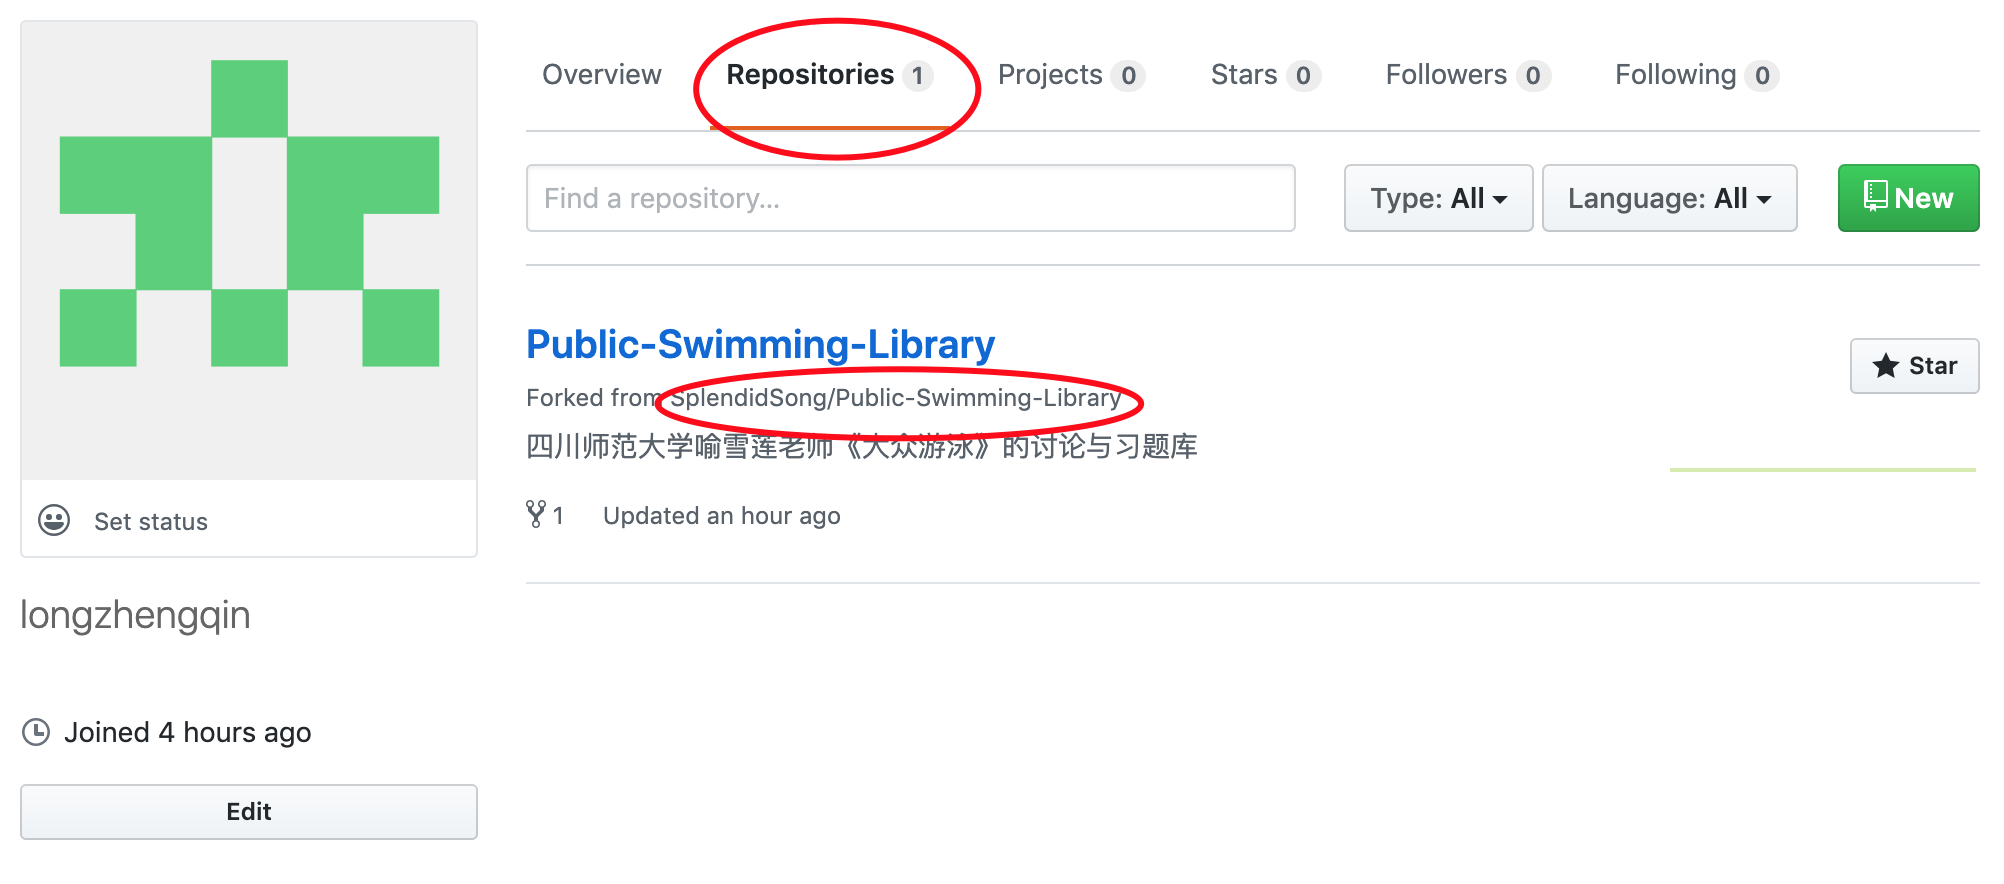 Overview Repositories 1 Projects 0 Stars 0 Followers 0 Following 0
Find a repository... Type: All Language: All New
Public-Swimming-Library
Star
Forked from SplendidSong/Public-Swimming-Library
四川师范大学喻雪莲老师《大众游泳》的讨论与习题库
1 Updated an hour ago
Set status
longzhengqin
Joined 4 hours ago
Edit